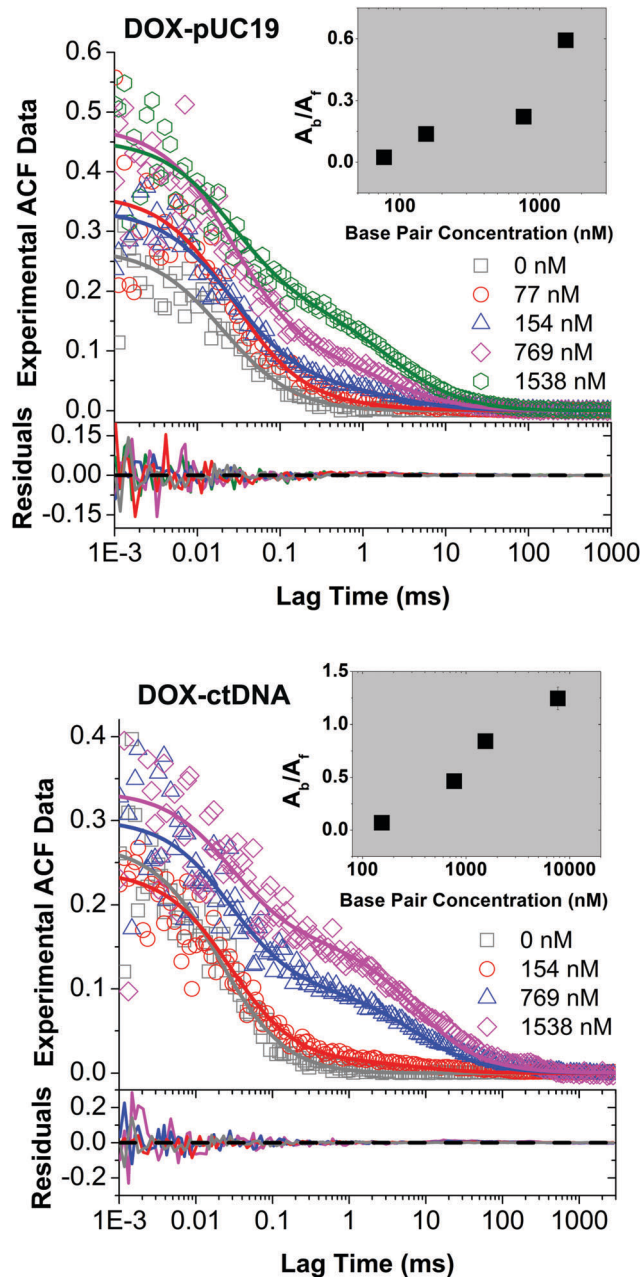 DOX-pUC19
Experimental ACF Data
0.6
0.5
0.4
0.3
0.2
0.1
0.0
A_b/A_f
0.6
0.3
0.0
100
1000
Base Pair Concentration (nM)
0 nM
77 nM
154 nM
769 nM
1538 nM
Residuals
0.15
0.00
-0.15
1E-3
0.01
0.1
1
10
100
1000
Lag Time (ms)
DOX-ctDNA
Experimental ACF Data
0.4
0.3
0.2
0.1
0.0
A_b/A_f
1.5
1.0
0.5
0.0
100
1000
10000
Base Pair Concentration (nM)
0 nM
154 nM
769 nM
1538 nM
Residuals
0.2
0.0
-0.2
1E-3
0.01
0.1
1
10
100
1000
Lag Time (ms)